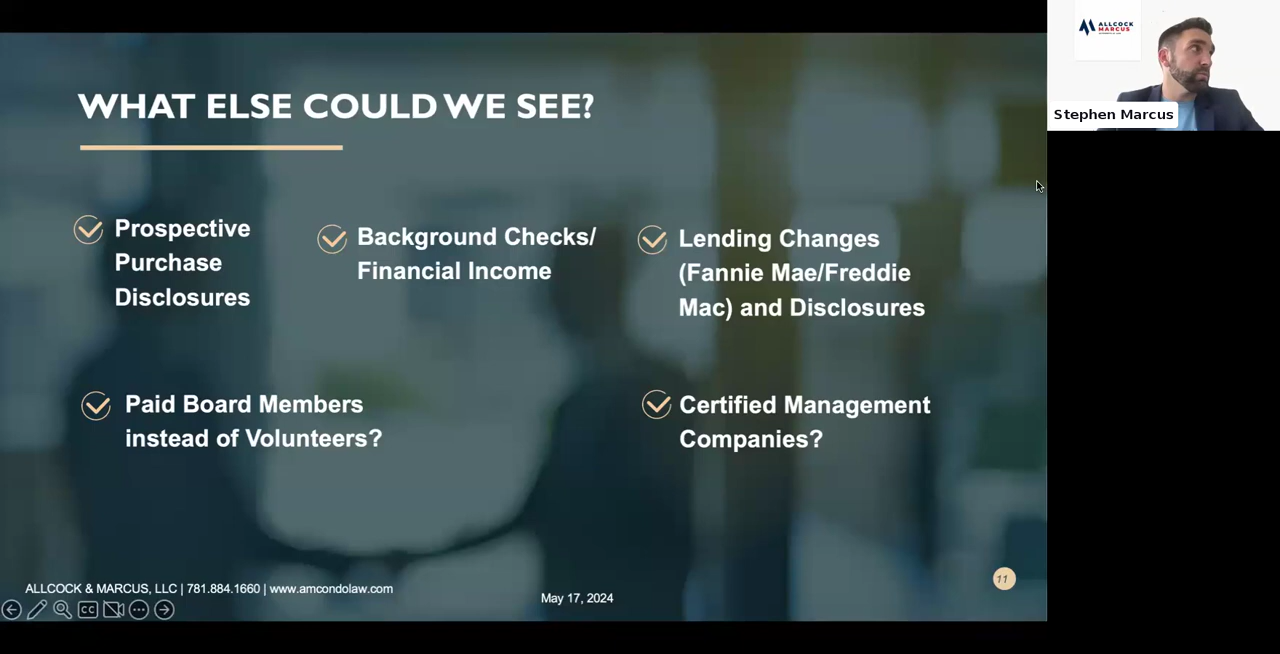 WHAT ELSE COULD WE SEE?
Prospective
Purchase
Disclosures
Background Checks/
Financial Income
Lending Changes
(Fannie Mae/Freddie
Mac) and Disclosures
Paid Board Members
instead of Volunteers?
Certified Management
Companies?
ALLCOCK & MARCUS, LLC | 781.884.1660 | www.amcondolaw.com
May 17, 2024
11
CC
ALLCOCK
MARCUS
Stephen Marcus